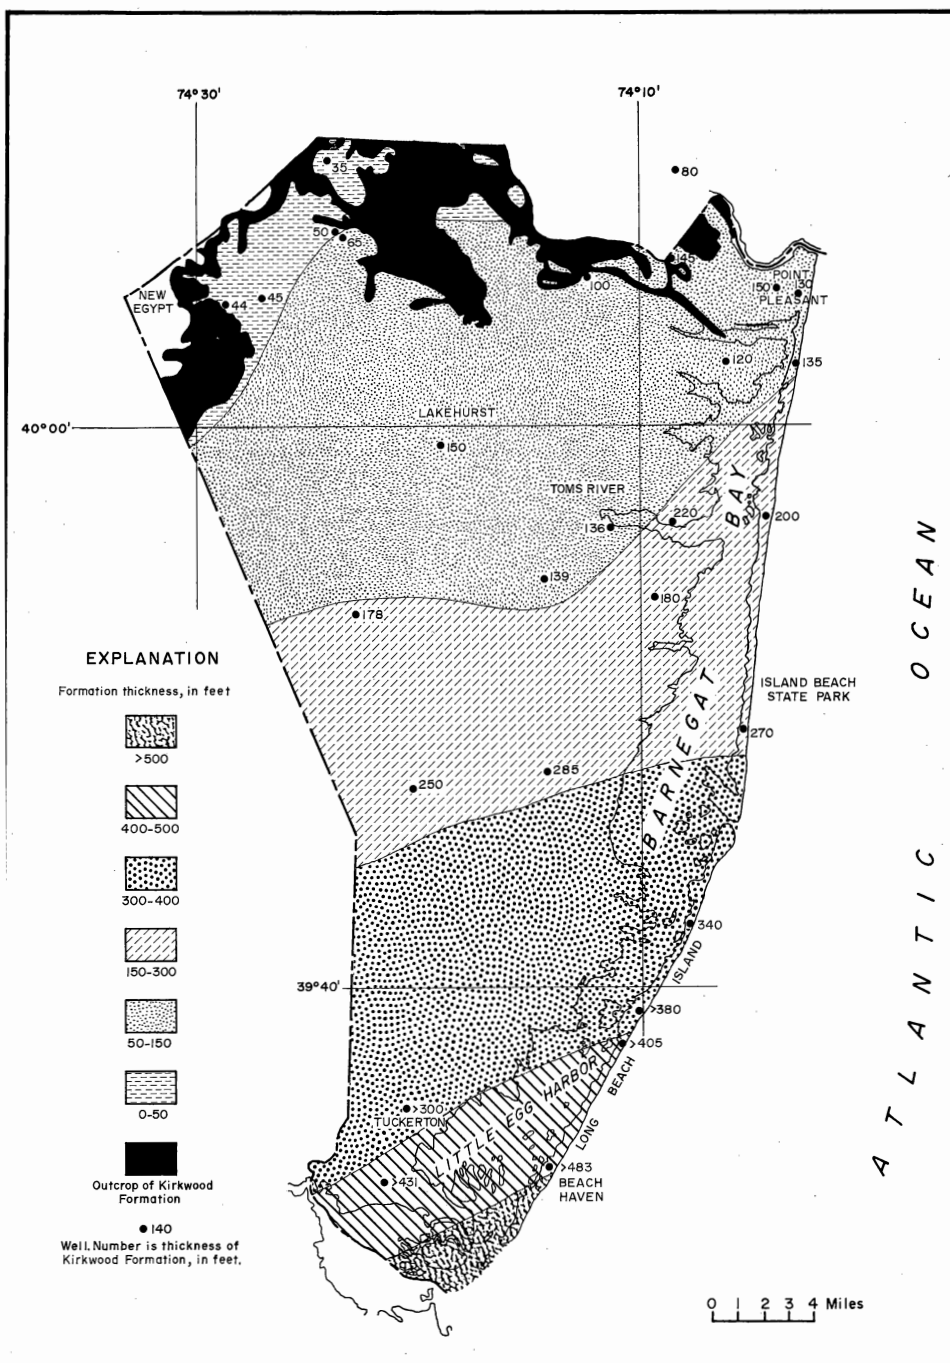 74°30'
74°10'
80
35
50
65
145
POINT
PLEASANT
150
30
100
NEW
EGYPT
45
44
120
135
LAKEHURST
40°00'
150
TOMS RIVER
220
136
200
BAY
139
180
178
ATLANTIC OCEAN
EXPLANATION
Formation thickness, in feet
>500
400-500
300-400
150-300
50-150
0-50
Outcrop of Kirkwood
Formation
140
Well. Number is thickness of
Kirkwood Formation, in feet.
ISLAND BEACH
STATE PARK
270
BARNEGAT
285
250
340
LONG BEACH ISLAND
39°40'
>380
>405
LITTLE EGG HARBOR
>300
TUCKERTON
>483
BEACH
HAVEN
>431
0 1 2 3 4 Miles